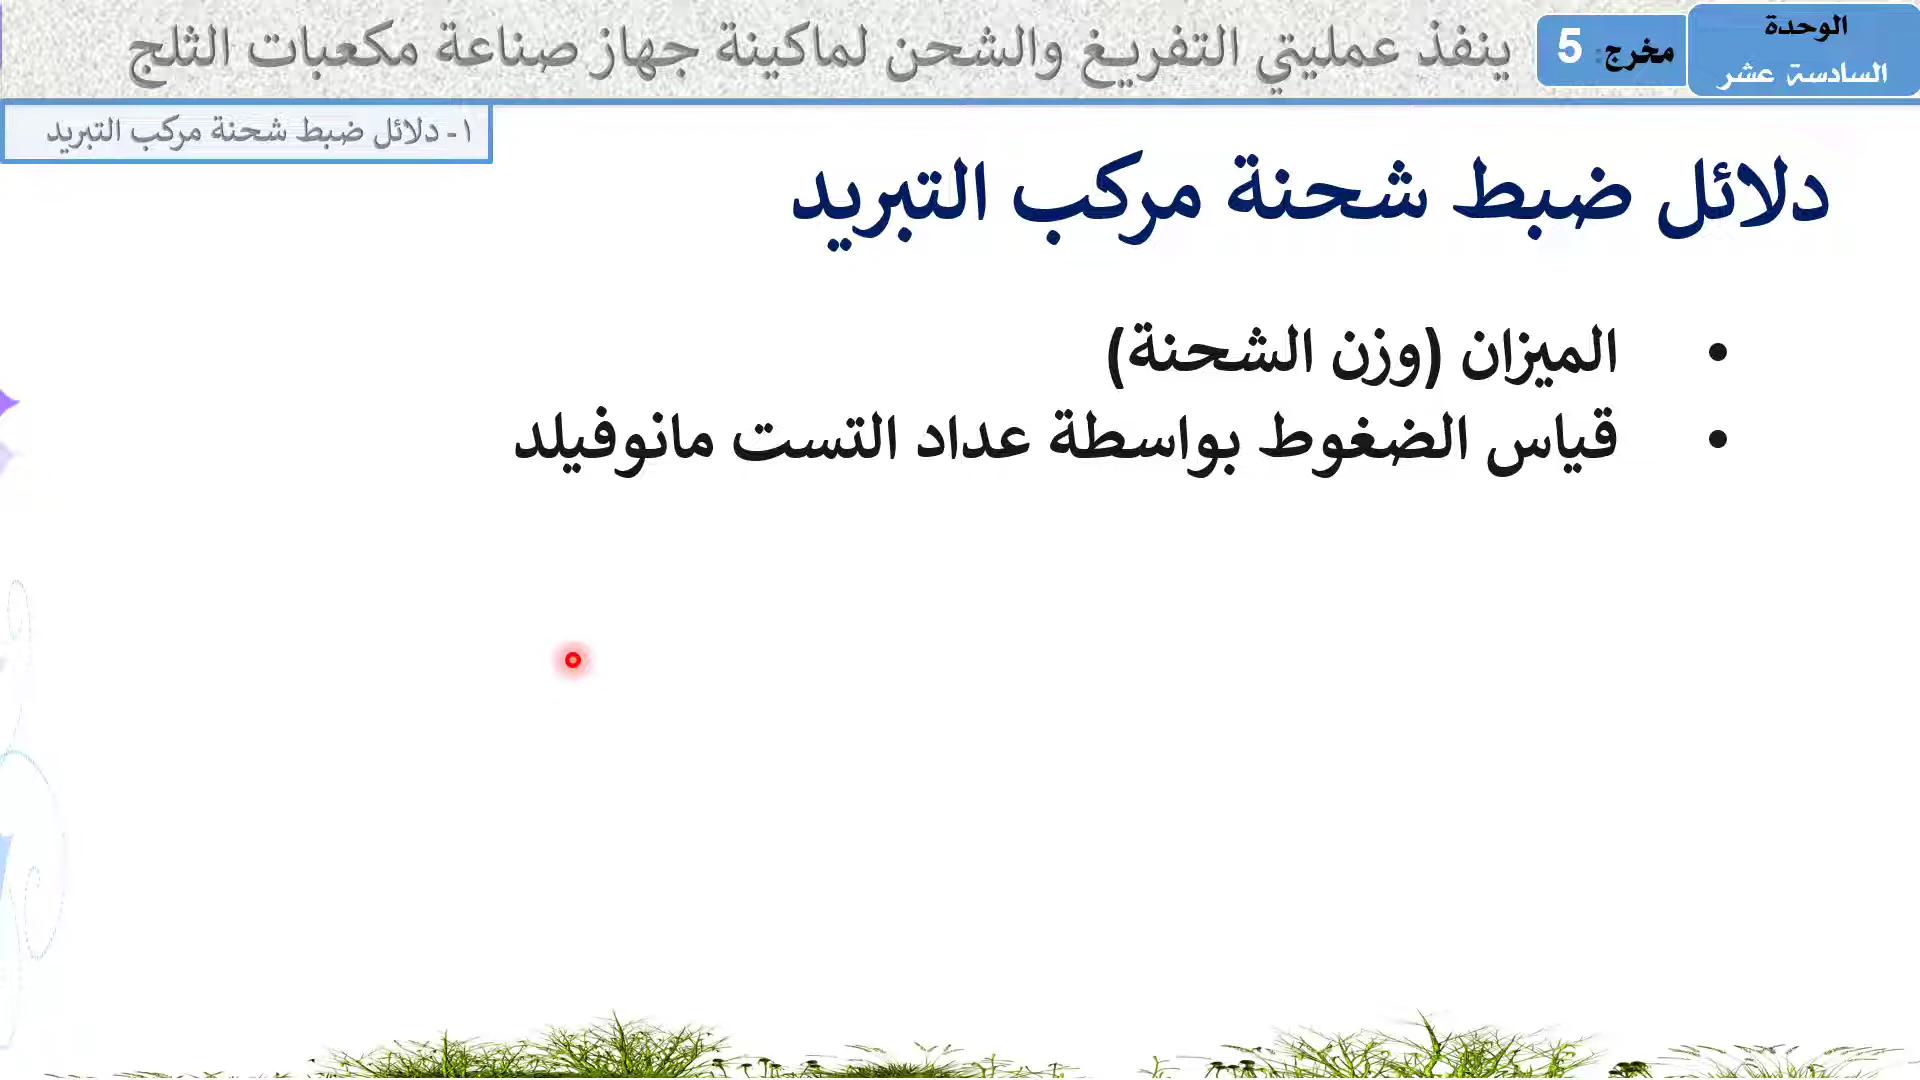 الوحدة
السادسة عشر
مخرج: 5
ينفذ عمليتي التفريغ والشحن لماكينة جهاز صناعة مكعبات الثلج
١- دلائل ضبط شحنة مركب التبريد
دلائل ضبط شحنة مركب التبريد
• الميزان (وزن الشحنة)
• قياس الضغوط بواسطة عداد التست مانوفيلد